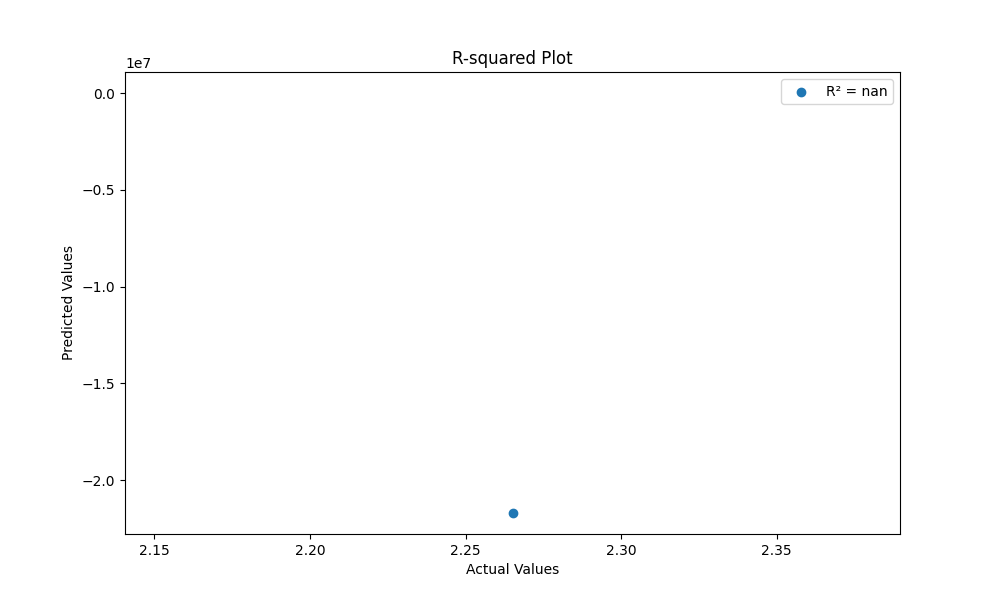 R-squared Plot
1e7
R² = nan
0.0
−0.5
−1.0
−1.5
−2.0
Predicted Values
2.15 2.20 2.25 2.30 2.35
Actual Values